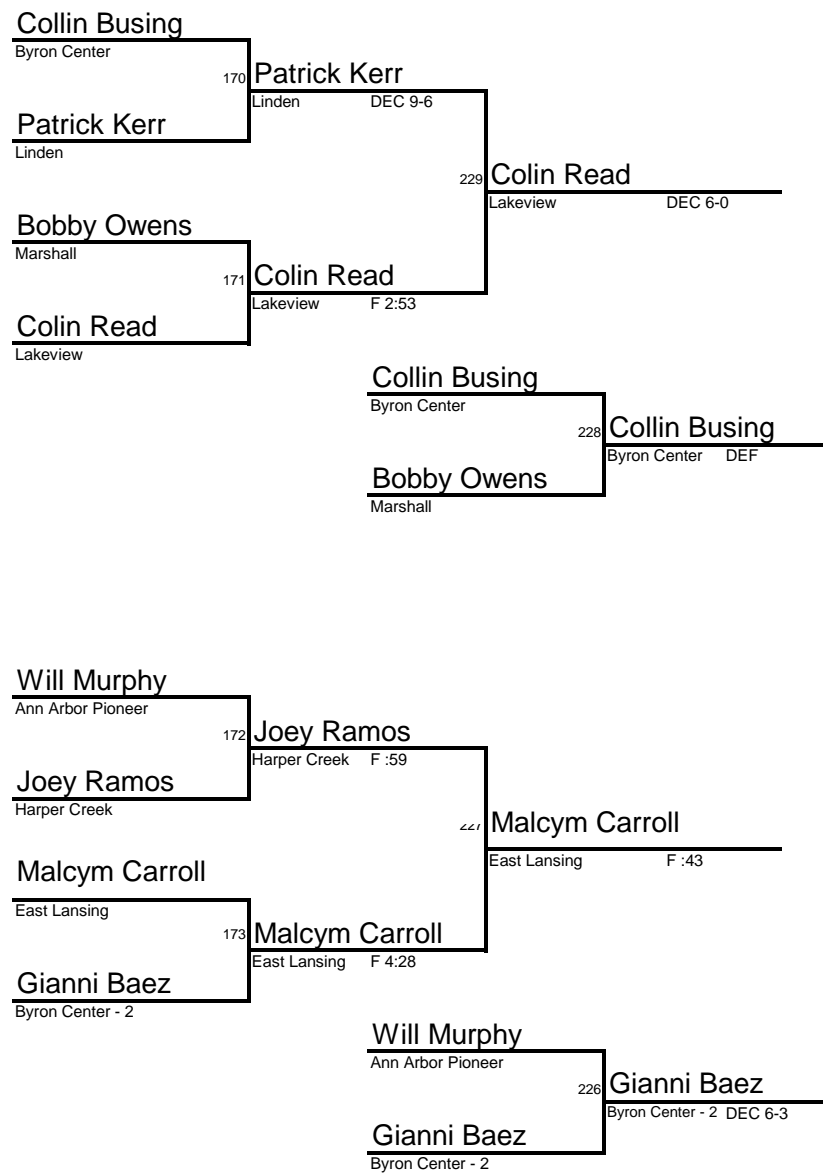 Collin Busing
Byron Center
170 Patrick Kerr
Linden DEC 9-6
Patrick Kerr
Linden
229 Colin Read
Lakeview DEC 6-0
Bobby Owens
Marshall
171 Colin Read
Lakeview F 2:53
Colin Read
Lakeview
Collin Busing
Byron Center
228 Collin Busing
Byron Center DEF
Bobby Owens
Marshall
Will Murphy
Ann Arbor Pioneer
172 Joey Ramos
Harper Creek F :59
Joey Ramos
Harper Creek
227 Malcym Carroll
East Lansing F :43
Malcym Carroll
East Lansing
173 Malcym Carroll
East Lansing F 4:28
Gianni Baez
Byron Center - 2
Will Murphy
Ann Arbor Pioneer
226 Gianni Baez
Byron Center - 2 DEC 6-3
Gianni Baez
Byron Center - 2